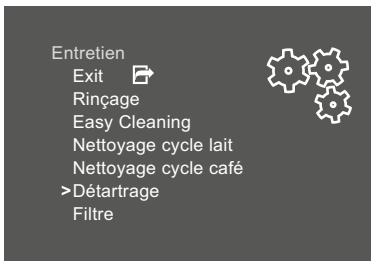 Entretien
Exit
Rinçage
Easy Cleaning
Nettoyage cycle lait
Nettoyage cycle café
>Détartrage
Filtre